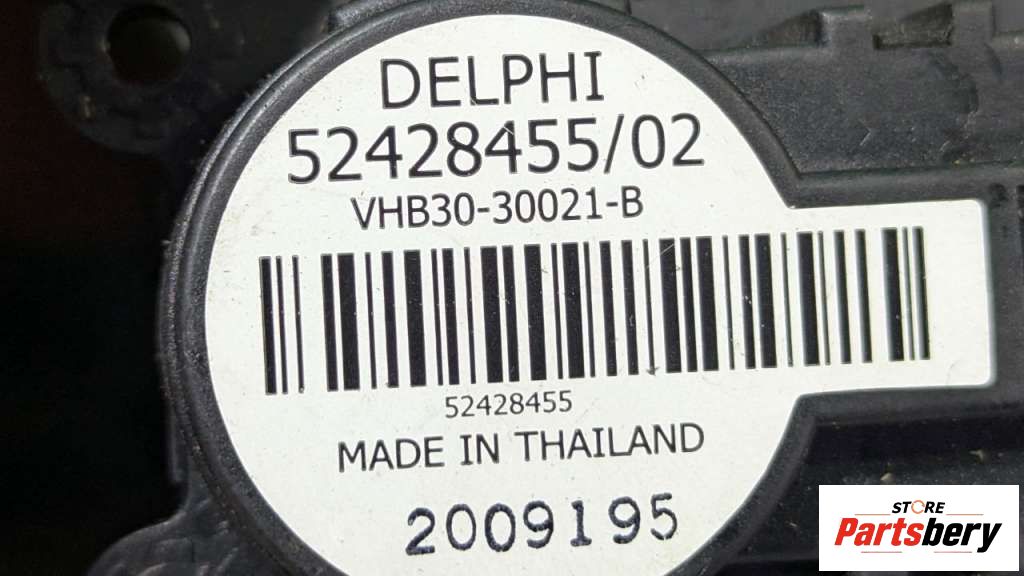 DELPHI
52428455/02
VHB30-30021-B
52428455
MADE IN THAILAND
2009195
STORE
Partsbery